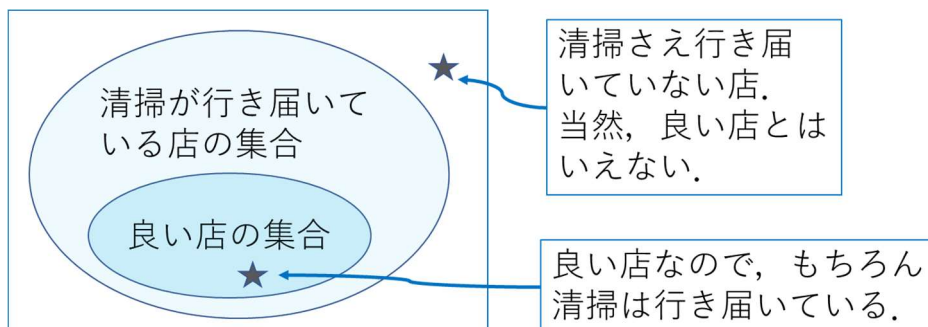 清掃が行き届いて
いる店の集合
良い店の集合
清掃さえ行き届
いていない店．
当然，良い店とは
いえない．
良い店なので，もちろん
清掃は行き届いている．